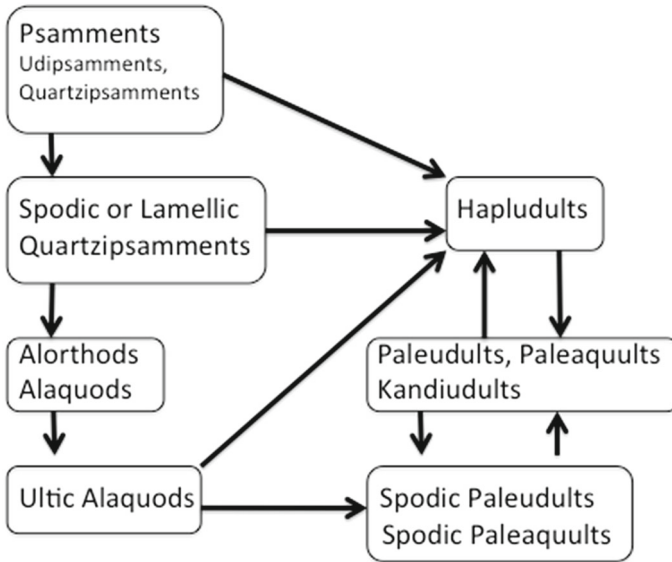 Psamments
Udipsamments,
Quartzipsamments
Spodic or Lamellic
Quartzipsamments
Hapludults
Alorthods
Alaquods
Paleudults, Paleaquults
Kandiudults
Ultic Alaquods
Spodic Paleudults
Spodic Paleaquults